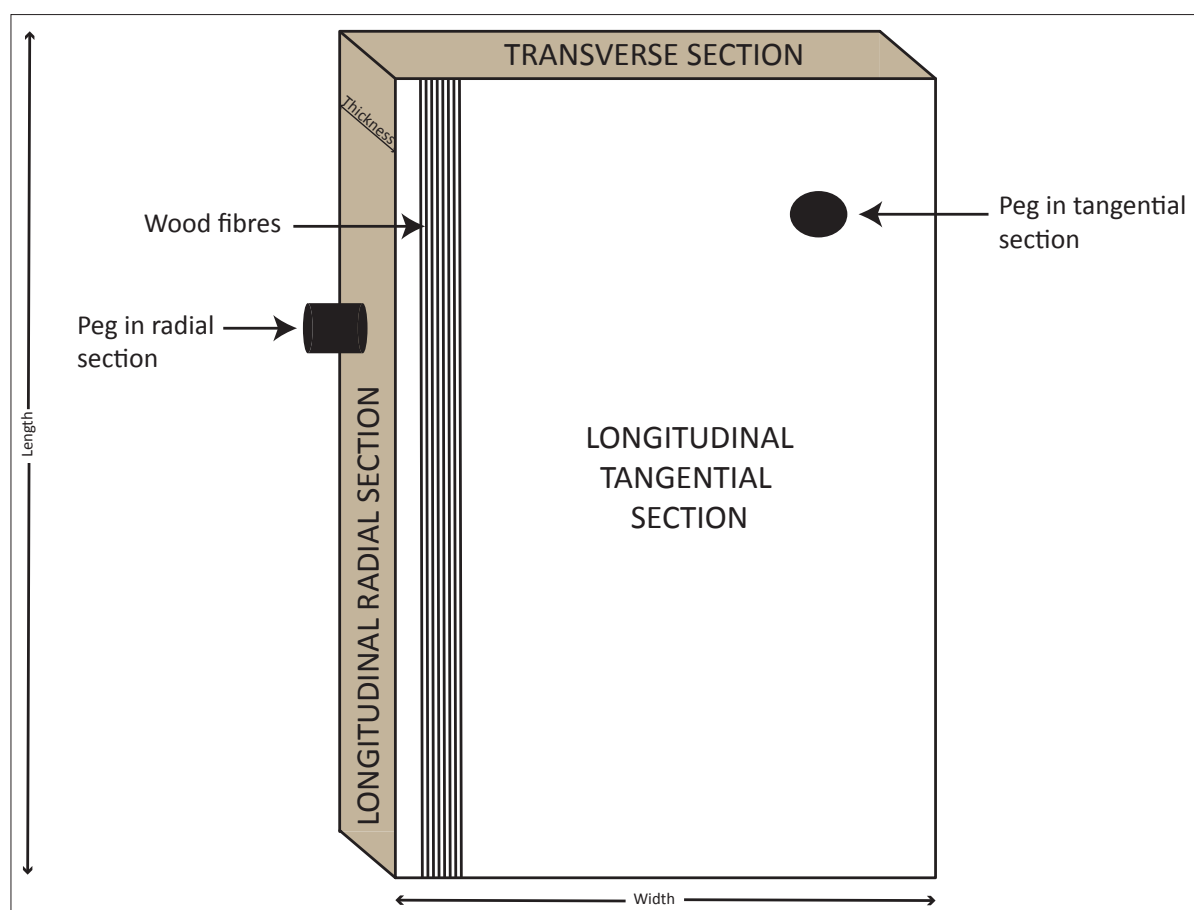 TRANSVERSE SECTION
Thickness
Wood fibres
Peg in tangential
section
Peg in radial
section
Length
LONGITUDINAL RADIAL SECTION
LONGITUDINAL
TANGENTIAL
SECTION
Width